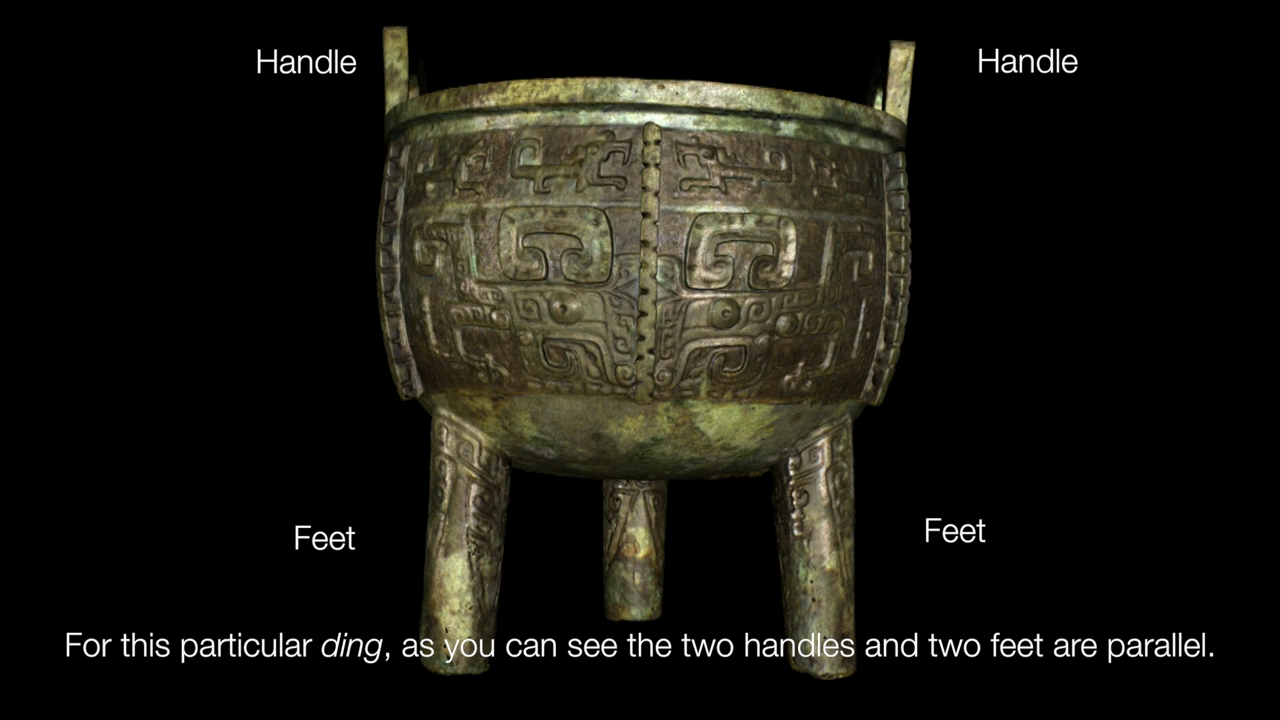 Handle
Handle
Feet
Feet
For this particular ding, as you can see the two handles and two feet are parallel.